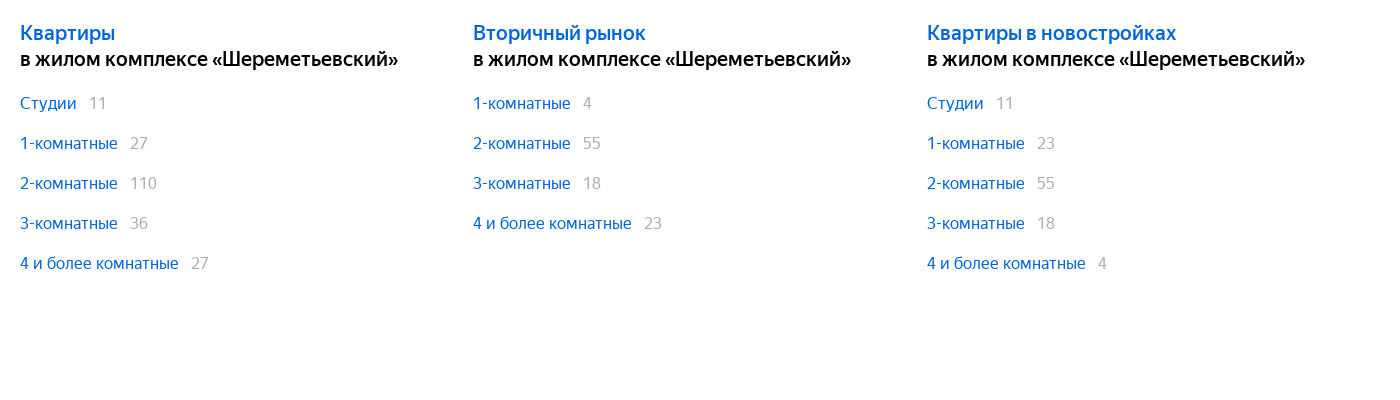 Квартиры
в жилом комплексе «Шереметьевский»
Студии 11
1-комнатные 27
2-комнатные 110
3-комнатные 36
4 и более комнатные 27
Вторичный рынок
в жилом комплексе «Шереметьевский»
1-комнатные 4
2-комнатные 55
3-комнатные 18
4 и более комнатные 23
Квартиры в новостройках
в жилом комплексе «Шереметьевский»
Студии 11
1-комнатные 23
2-комнатные 55
3-комнатные 18
4 и более комнатные 4